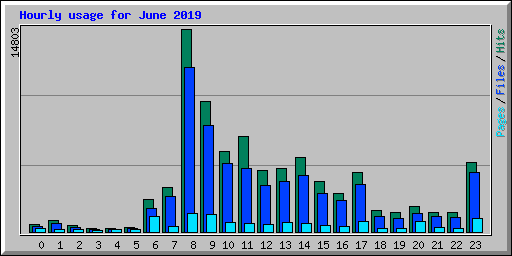 Hourly usage for June 2019
14803
Pages/Files/Hits
0 1 2 3 4 5 6 7 8 9 10 11 12 13 14 15 16 17 18 19 20 21 22 23